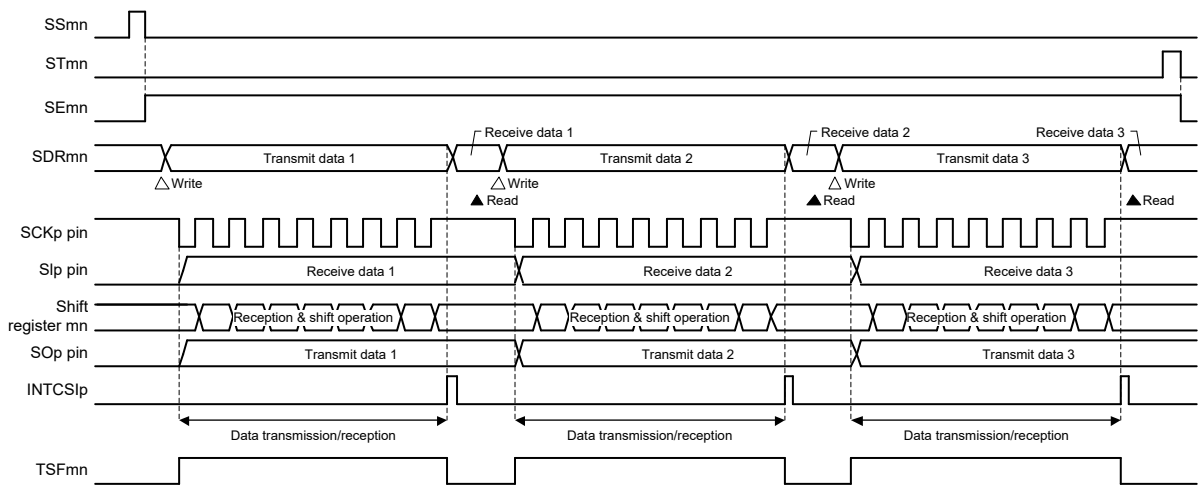 SSmn
STmn
SEmn
Receive data 1 Receive data 2 Receive data 3
SDRmn Transmit data 1 Transmit data 2 Transmit data 3
△ Write △ Write △ Write
▲ Read ▲ Read ▲ Read
SCKp pin
SIp pin Receive data 1 Receive data 2 Receive data 3
Shift
register mn Reception & shift operation Reception & shift operation Reception & shift operation
SOp pin Transmit data 1 Transmit data 2 Transmit data 3
INTCSIp
Data transmission/reception Data transmission/reception Data transmission/reception
TSFmn